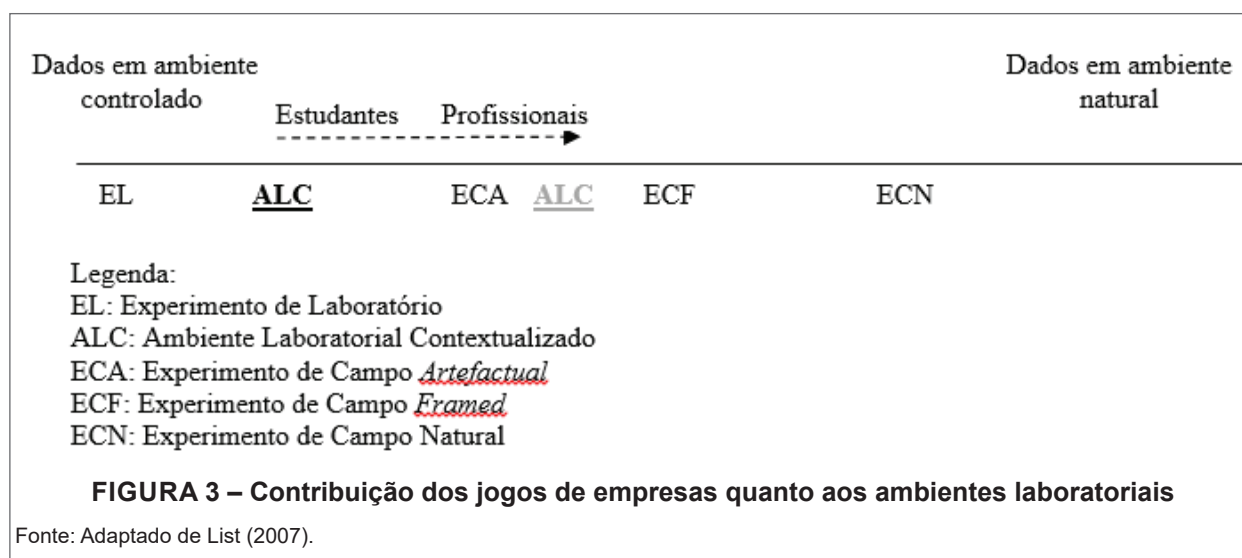 Dados em ambiente controlado
Dados em ambiente natural
Estudantes Profissionais
EL ALC ECA ALC ECF ECN
Legenda:
EL: Experimento de Laboratório
ALC: Ambiente Laboratorial Contextualizado
ECA: Experimento de Campo Artefactual
ECF: Experimento de Campo Framed
ECN: Experimento de Campo Natural
FIGURA 3 – Contribuição dos jogos de empresas quanto aos ambientes laboratoriais
Fonte: Adaptado de List (2007).